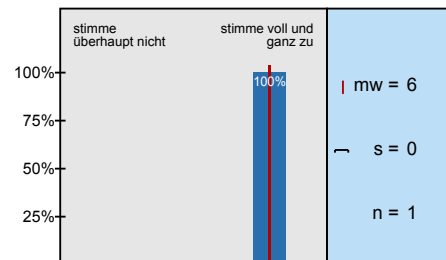 stimme
überhaupt nicht
stimme voll und
ganz zu
100%
75%
50%
25%
100%
mw = 6
s = 0
n = 1